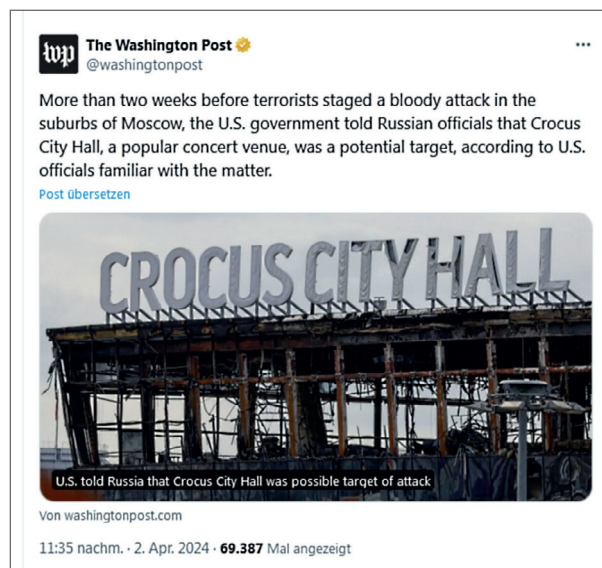 wp
The Washington Post
@washingtonpost
More than two weeks before terrorists staged a bloody attack in the
suburbs of Moscow, the U.S. government told Russian officials that Crocus
City Hall, a popular concert venue, was a potential target, according to U.S.
officials familiar with the matter.
Post übersetzen
CROCUS CITY HALL
U.S. told Russia that Crocus City Hall was possible target of attack
Von washingtonpost.com
11:35 nachm. · 2. Apr. 2024 · 69.387 Mal angezeigt